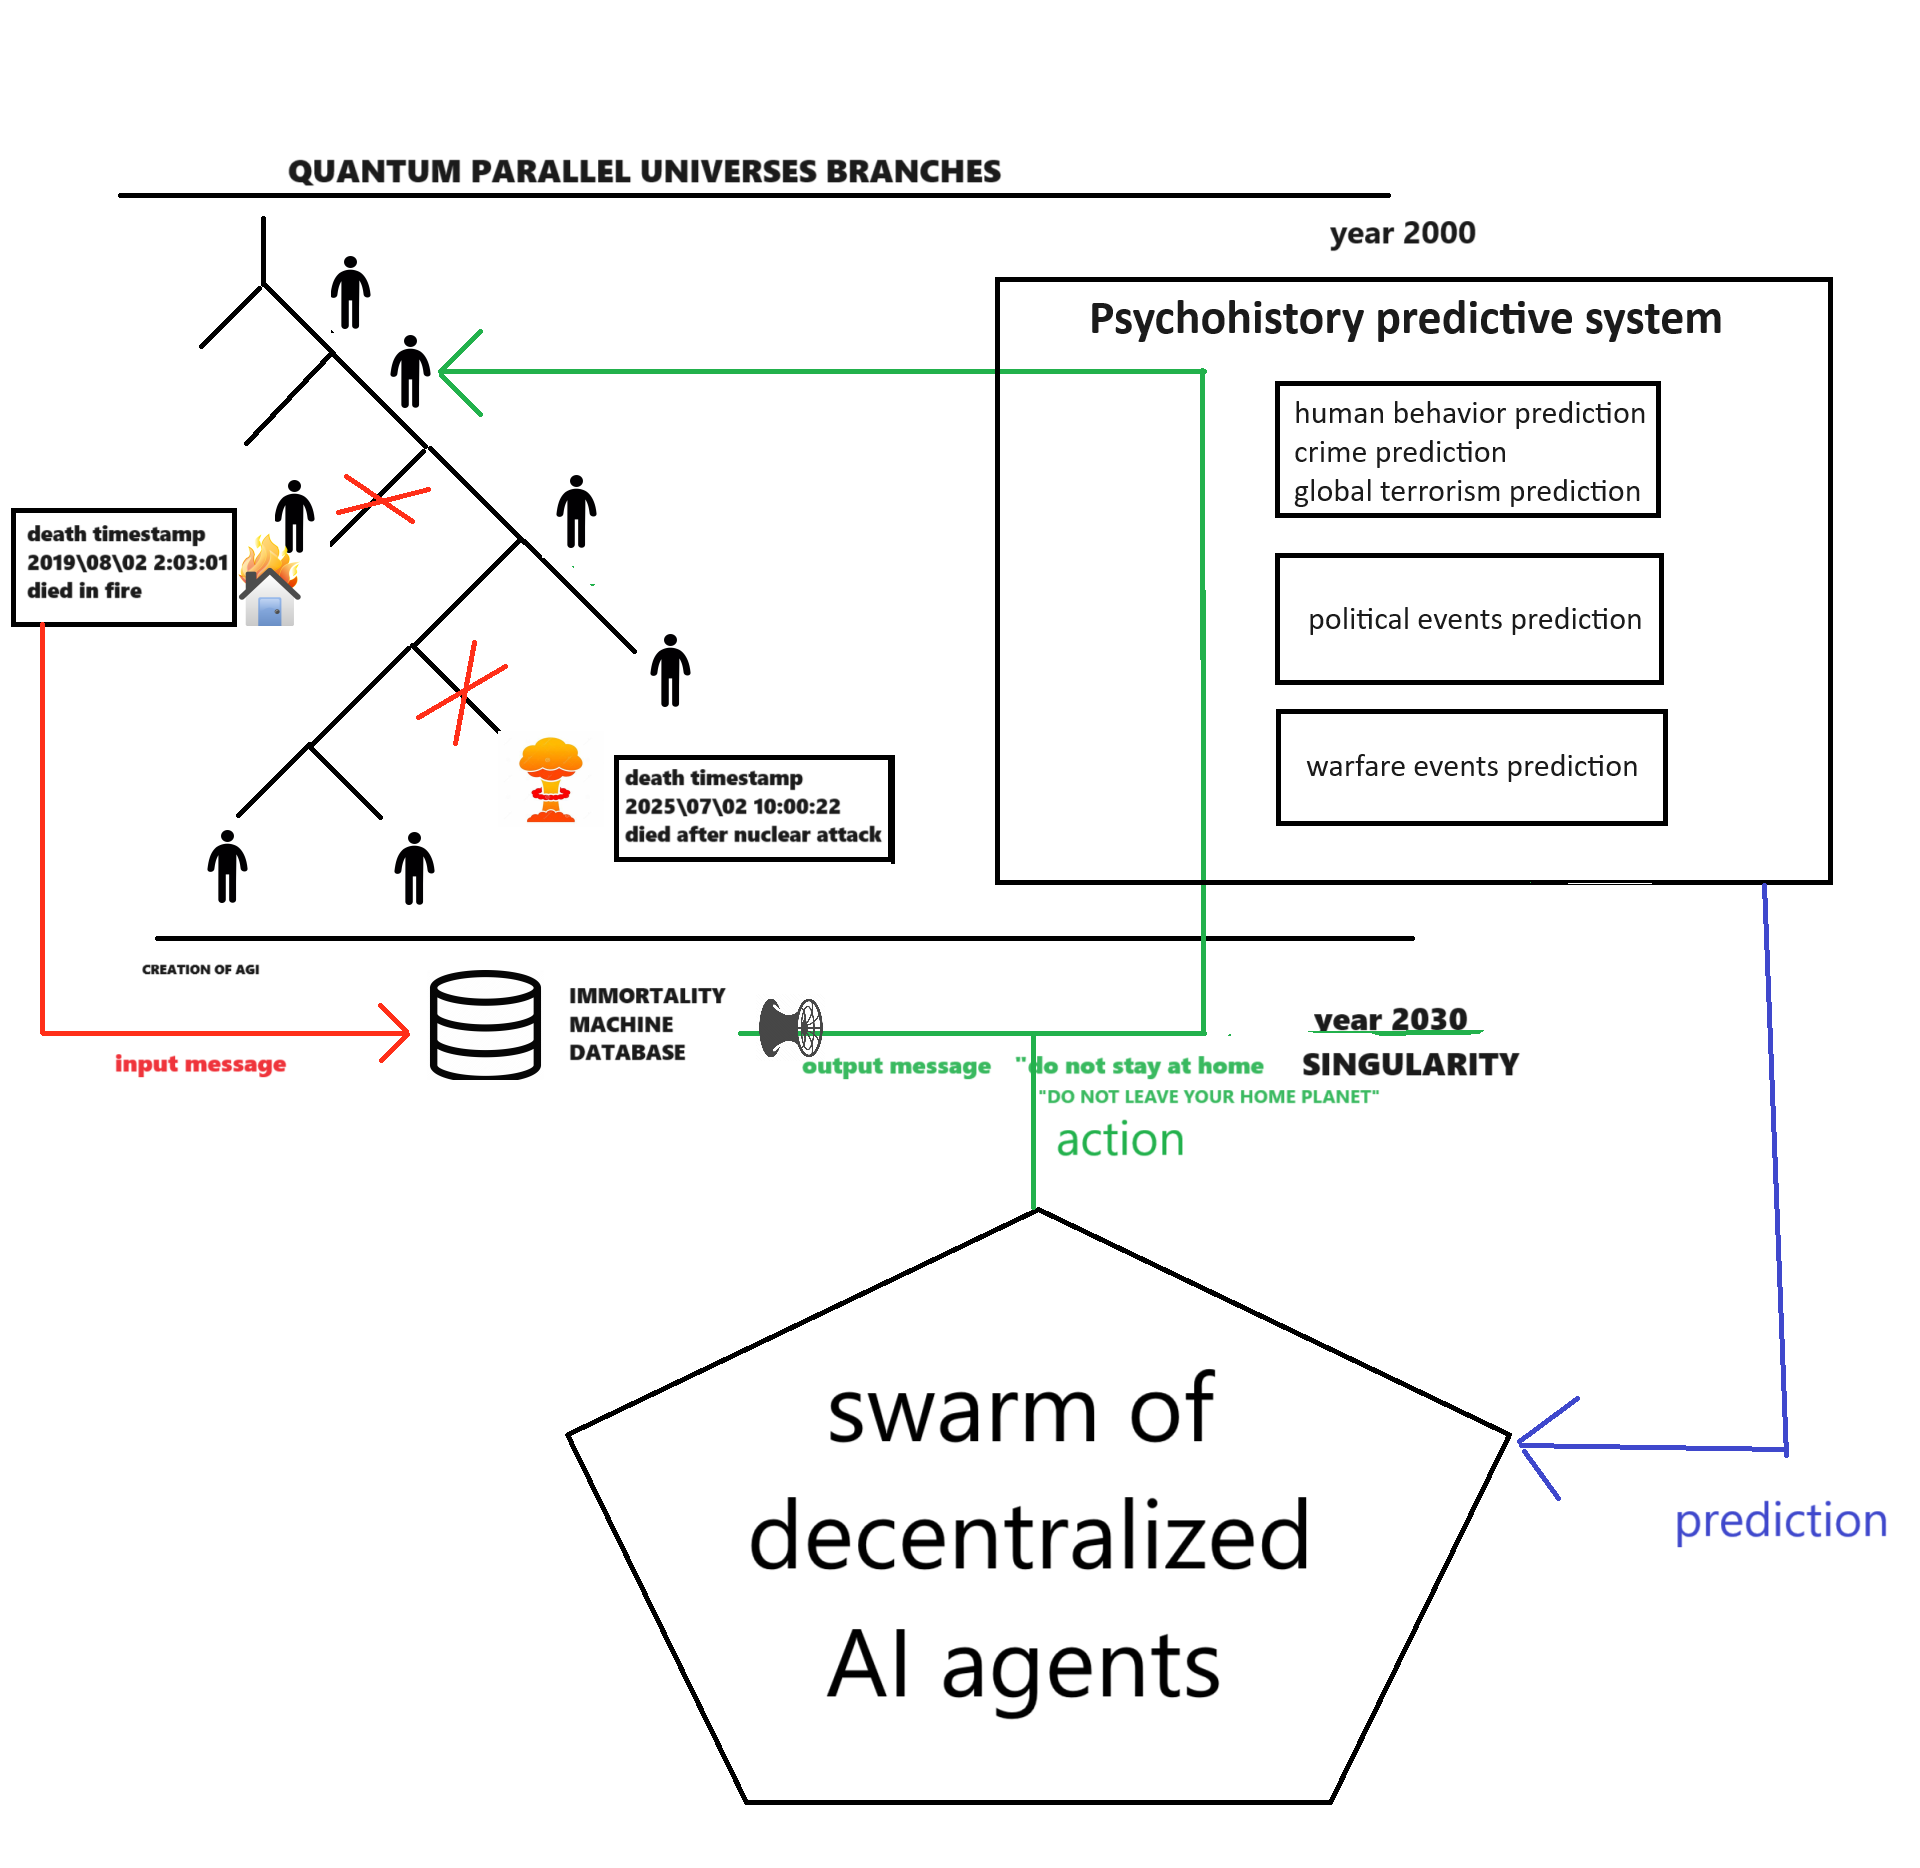 QUANTUM PARALLEL UNIVERSES BRANCHES
year 2000
Psychohistory predictive system
human behavior prediction
crime prediction
global terrorism prediction
death timestamp
2019\08\02 2:03:01
died in fire
political events prediction
warfare events prediction
death timestamp
2025\07\02 10:00:22
died after nuclear attack
CREATION OF AGI
IMMORTALITY
MACHINE
DATABASE
year 2030
SINGULARITY
input message
output message "do not stay at home
"DO NOT LEAVE YOUR HOME PLANET"
action
swarm of
decentralized
AI agents
prediction